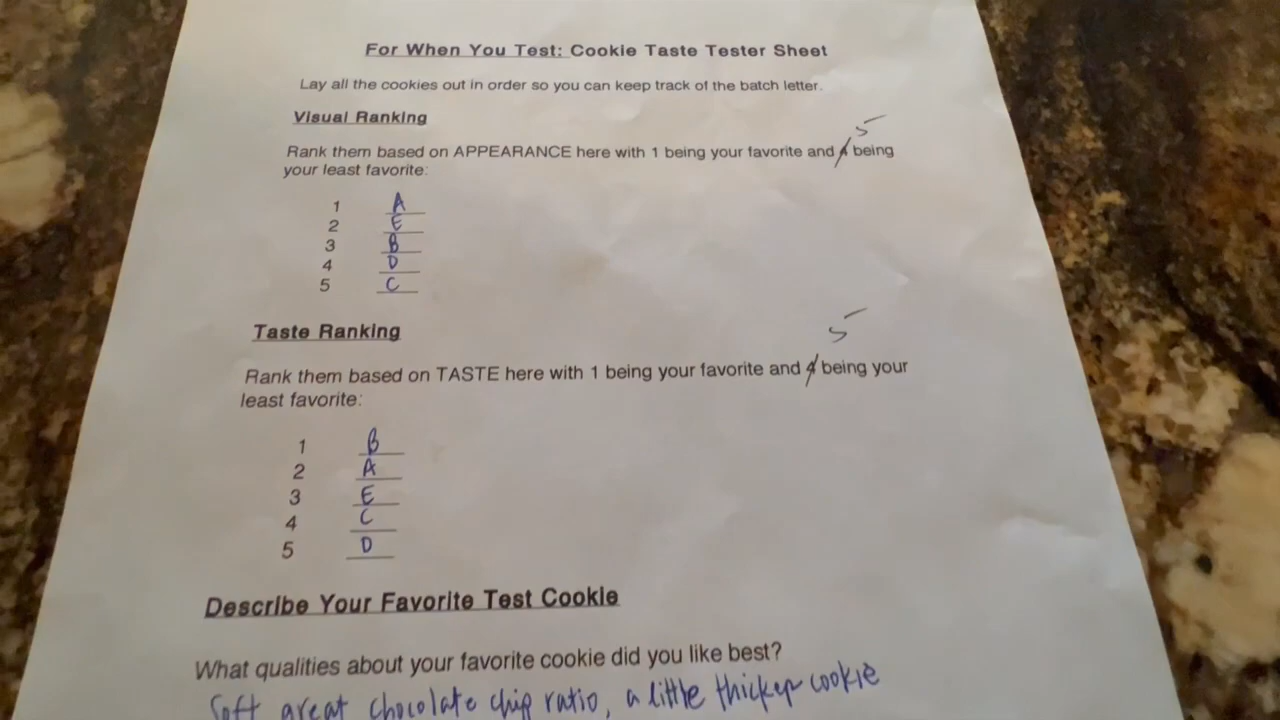 For When You Test: Cookie Taste Tester Sheet
Lay all the cookies out in order so you can keep track of the batch letter.
Visual Ranking
5
Rank them based on APPEARANCE here with 1 being your favorite and 4 being
your least favorite:
1 A
2 E
3 B
4 D
5 C
Taste Ranking
5
Rank them based on TASTE here with 1 being your favorite and 4 being your
least favorite:
1 B
2 A
3 E
4 C
5 D
Describe Your Favorite Test Cookie
What qualities about your favorite cookie did you like best?
Soft great chocolate chip ratio, a little thicker cookie